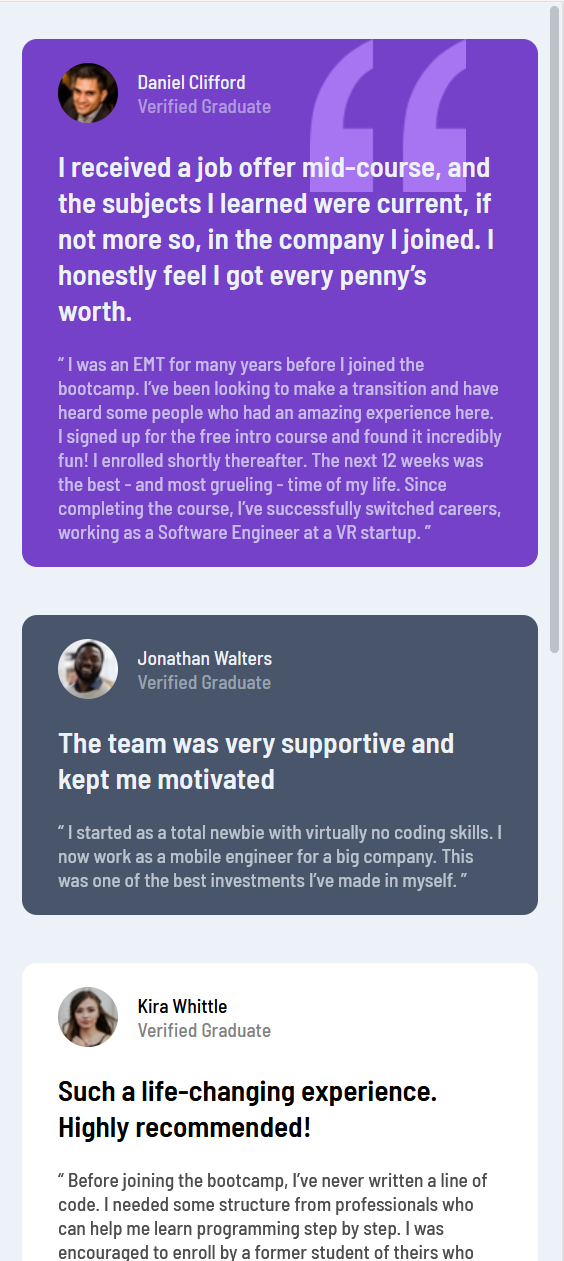 Daniel Clifford
Verified Graduate
I received a job offer mid-course, and
the subjects I learned were current, if
not more so, in the company I joined. I
honestly feel I got every penny’s
worth.
“ I was an EMT for many years before I joined the
bootcamp. I’ve been looking to make a transition and have
heard some people who had an amazing experience here.
I signed up for the free intro course and found it incredibly
fun! I enrolled shortly thereafter. The next 12 weeks was
the best - and most grueling - time of my life. Since
completing the course, I’ve successfully switched careers,
working as a Software Engineer at a VR startup. ”
Jonathan Walters
Verified Graduate
The team was very supportive and
kept me motivated
“ I started as a total newbie with virtually no coding skills. I
now work as a mobile engineer for a big company. This
was one of the best investments I’ve made in myself. ”
Kira Whittle
Verified Graduate
Such a life-changing experience.
Highly recommended!
“ Before joining the bootcamp, I’ve never written a line of
code. I needed some structure from professionals who
can help me learn programming step by step. I was
encouraged to enroll by a former student of theirs who